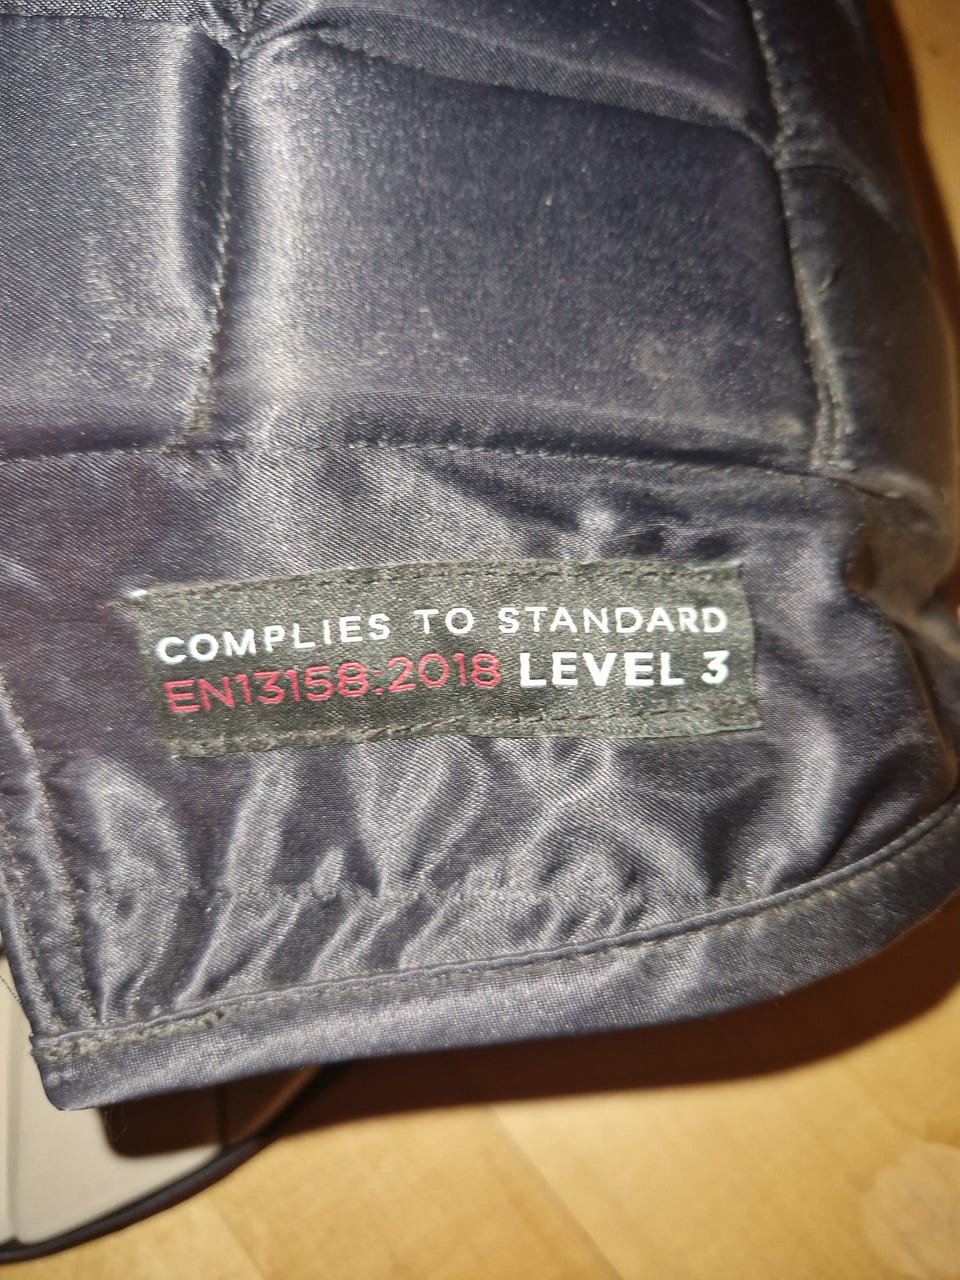 COMPLIES TO STANDARD
EN13158:2018 LEVEL 3